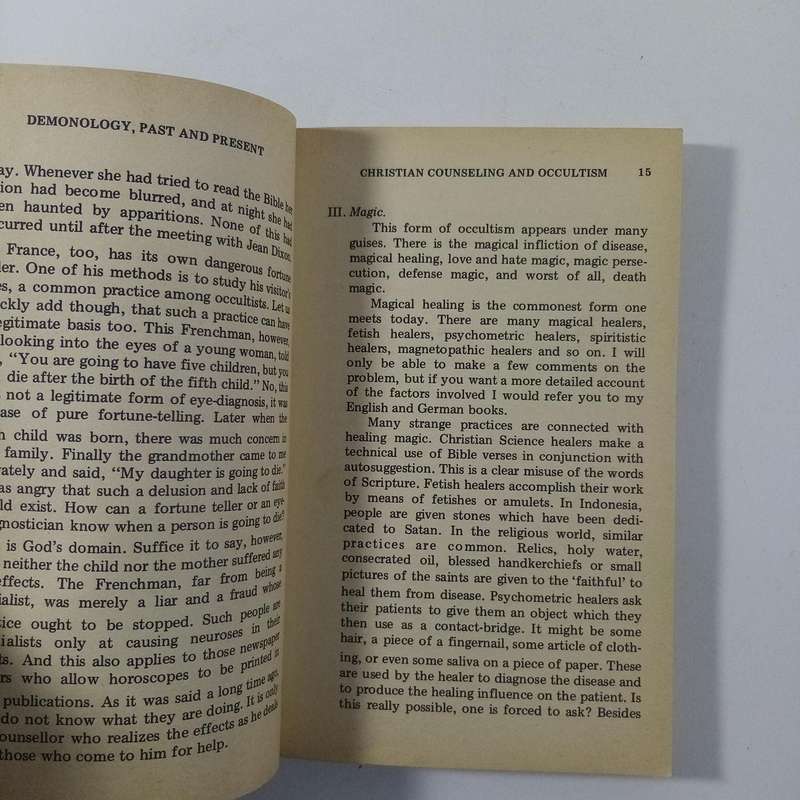 DEMONOLOGY, PAST AND PRESENT
Whenever she had tried to read the Bible her
had become blurred, and at night she had
haunted by apparitions. None of this had
until after the meeting with Jean Dixon.
France, too, has its own dangerous fortune
One of his methods is to study his visitor's
a common practice among occultists. Let us
add though, that such a practice can have
basis too. This Frenchman, however,
looking into the eyes of a young woman, told
"You are going to have five children, but you
die after the birth of the fifth child." No, this
not a legitimate form of eye-diagnosis, it was
of pure fortune-telling. Later when the
child was born, there was much concern in
family. Finally the grandmother came to me
and said, "My daughter is going to die."
angry that such a delusion and lack of faith
exist. How can a fortune teller or an eye-
know when a person is going to die?
is God's domain. Suffice it to say, however,
neither the child nor the mother suffered any
effects. The Frenchman, far from being a
was merely a liar and a fraud whose
ought to be stopped. Such people are
only at causing neuroses in their
And this also applies to those newspaper
who allow horoscopes to be printed in
publications. As it was said a long time ago,
do not know what they are doing. It is only
who realizes the effects as he deals
those who come to him for help.
CHRISTIAN COUNSELING AND OCCULTISM 15
III. Magic.
This form of occultism appears under many
guises. There is the magical infliction of disease,
magical healing, love and hate magic, magic perse-
cution, defense magic, and worst of all, death
magic.
Magical healing is the commonest form one
meets today. There are many magical healers,
fetish healers, psychometric healers, spiritistic
healers, magnetopathic healers and so on. I will
only be able to make a few comments on the
problem, but if you want a more detailed account
of the factors involved I would refer you to my
English and German books.
Many strange practices are connected with
healing magic. Christian Science healers make a
technical use of Bible verses in conjunction with
autosuggestion. This is a clear misuse of the words
of Scripture. Fetish healers accomplish their work
by means of fetishes or amulets. In Indonesia,
people are given stones which have been dedi-
cated to Satan. In the religious world, similar
practices are common. Relics, holy water,
consecrated oil, blessed handkerchiefs or small
pictures of the saints are given to the 'faithful' to
heal them from disease. Psychometric healers ask
their patients to give them an object which they
then use as a contact-bridge. It might be some
hair, a piece of a fingernail, some article of cloth-
ing, or even some saliva on a piece of paper. These
are used by the healer to diagnose the disease and
to produce the healing influence on the patient. Is
this really possible, one is forced to ask? Besides